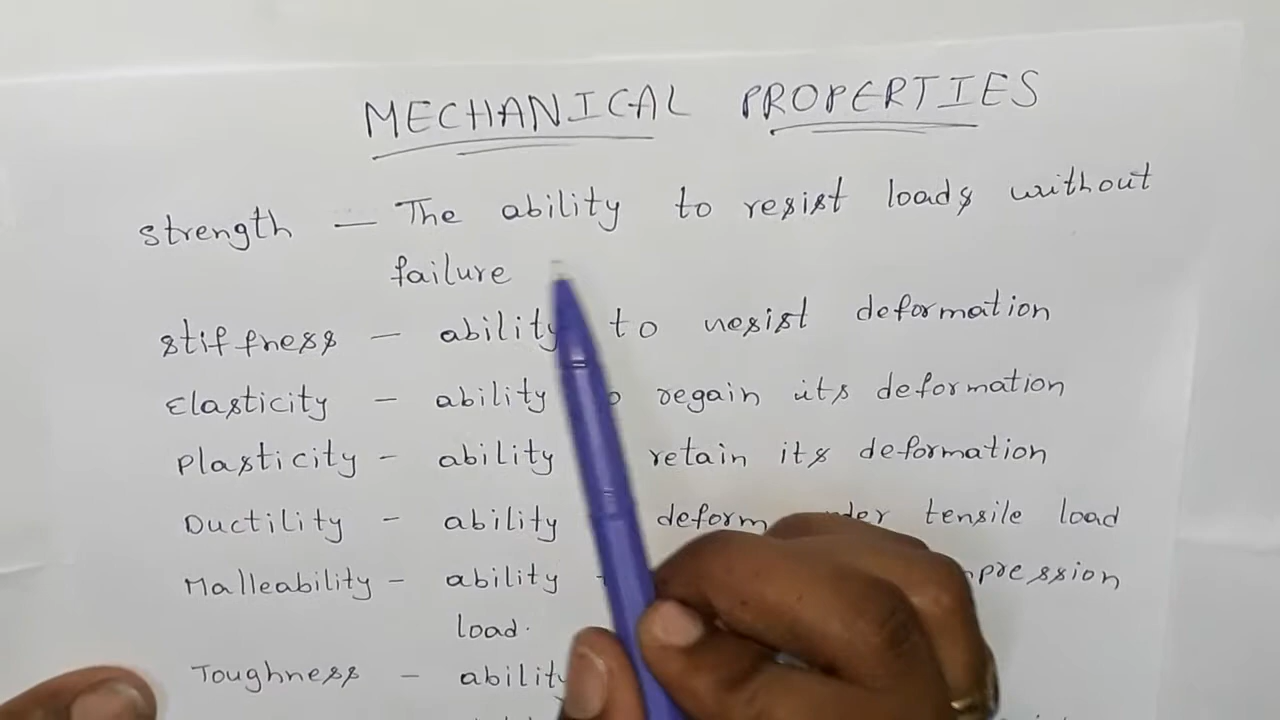 MECHANICAL PROPERTIES
strength — The ability to resist loads without
failure
stiffness — ability to resist deformation
Elasticity - ability regain its deformation
Plasticity - ability retain its deformation
Ductility - ability deform tensile load
Malleability - ability
load.
Toughness - ability